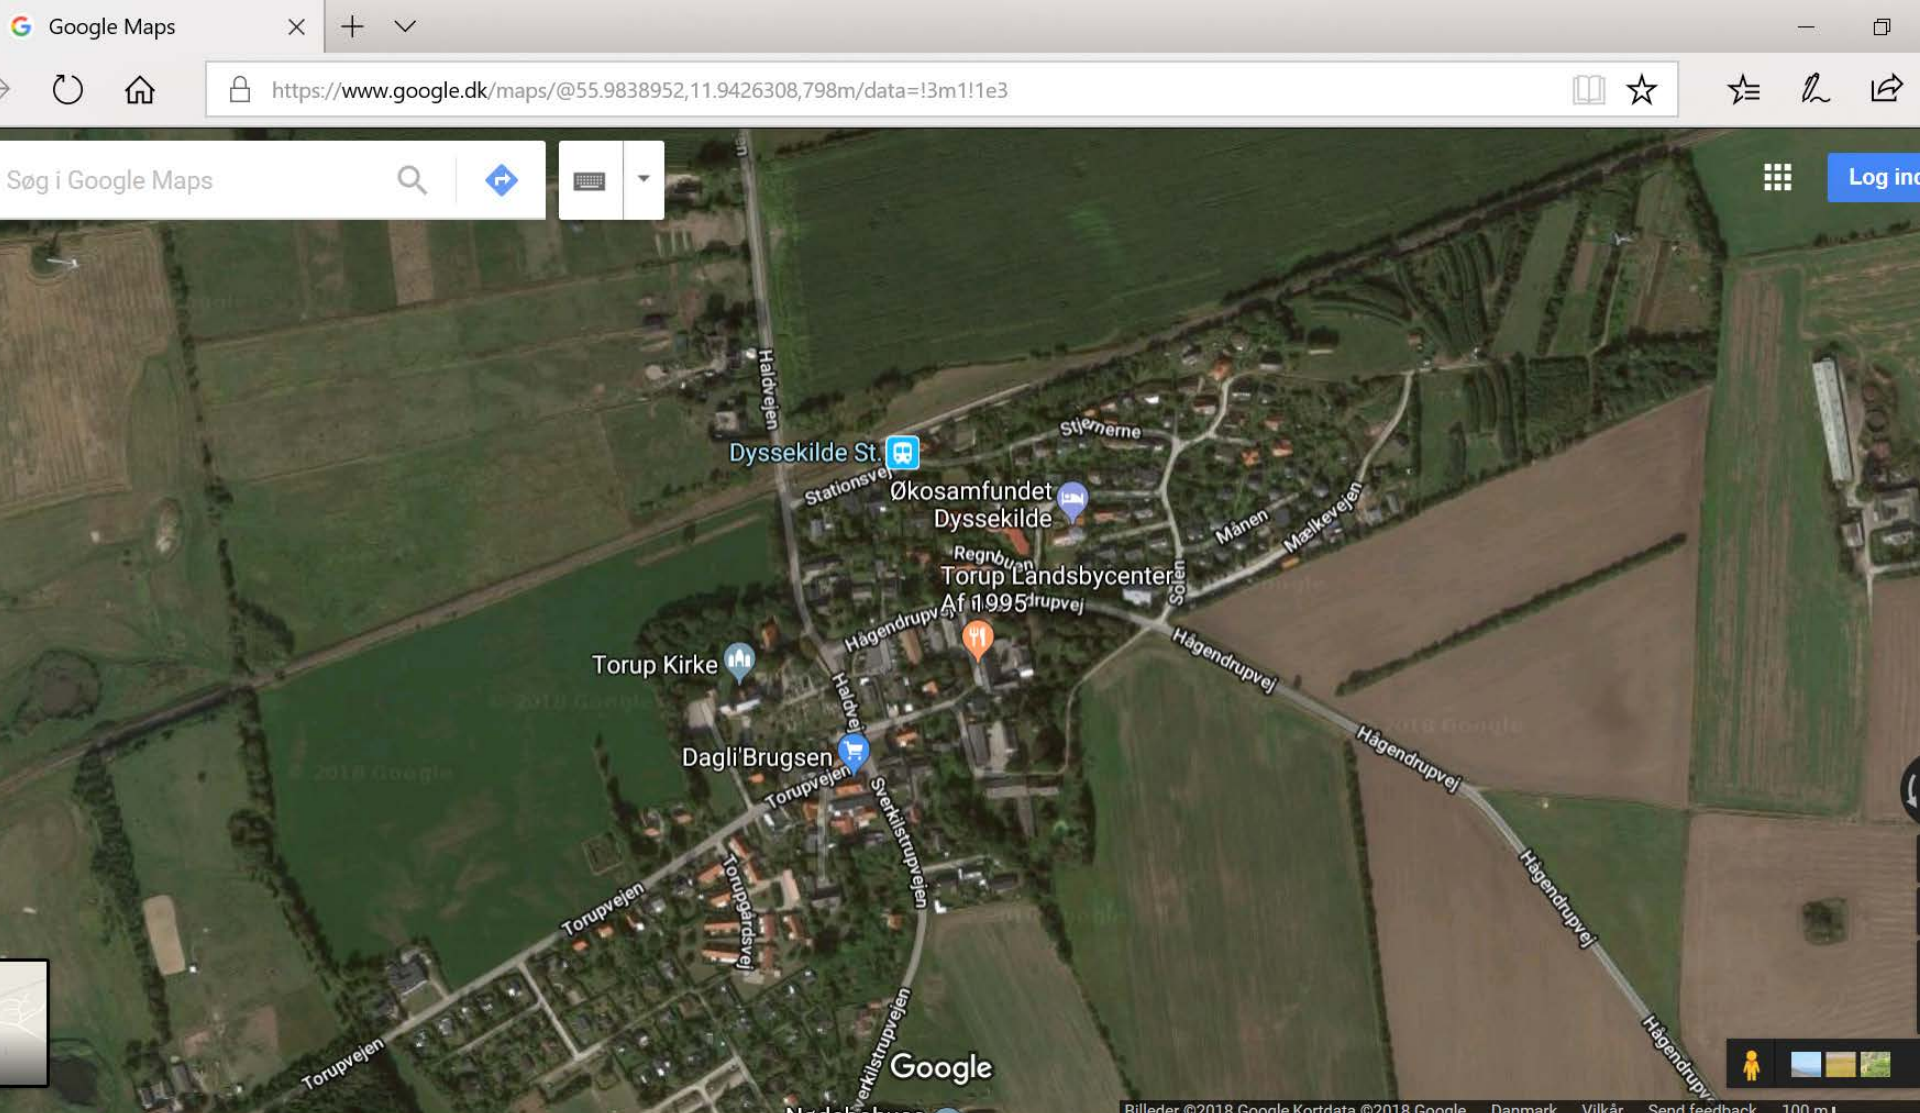 Google Maps
https://www.google.dk/maps/@55.9838952,11.9426308,798m/data=!3m1!1e3
Søg i Google Maps
Log ind
Haldvejen
Stjernerne
Dyssekilde St.
Stationsvej
Økosamfundet
Dyssekilde
Månen
Mælkevejen
Regnbuen
Torup Landsbycenter
Af 1995
Solen
Hågendrupvej
Hågendrupvej
Torup Kirke
Haldvej
Hågendrupvej
Dagli'Brugsen
Torupvejen
Sverkilstrupvejen
Torupgårdsvej
Torupvejen
Hågendrupvej
Torupvejen
erkilstrupvejen
Hågendrupv
Google
Billeder ©2018 Google Kortdata ©2018 Google Danmark Vilkår Send feedback 100 m